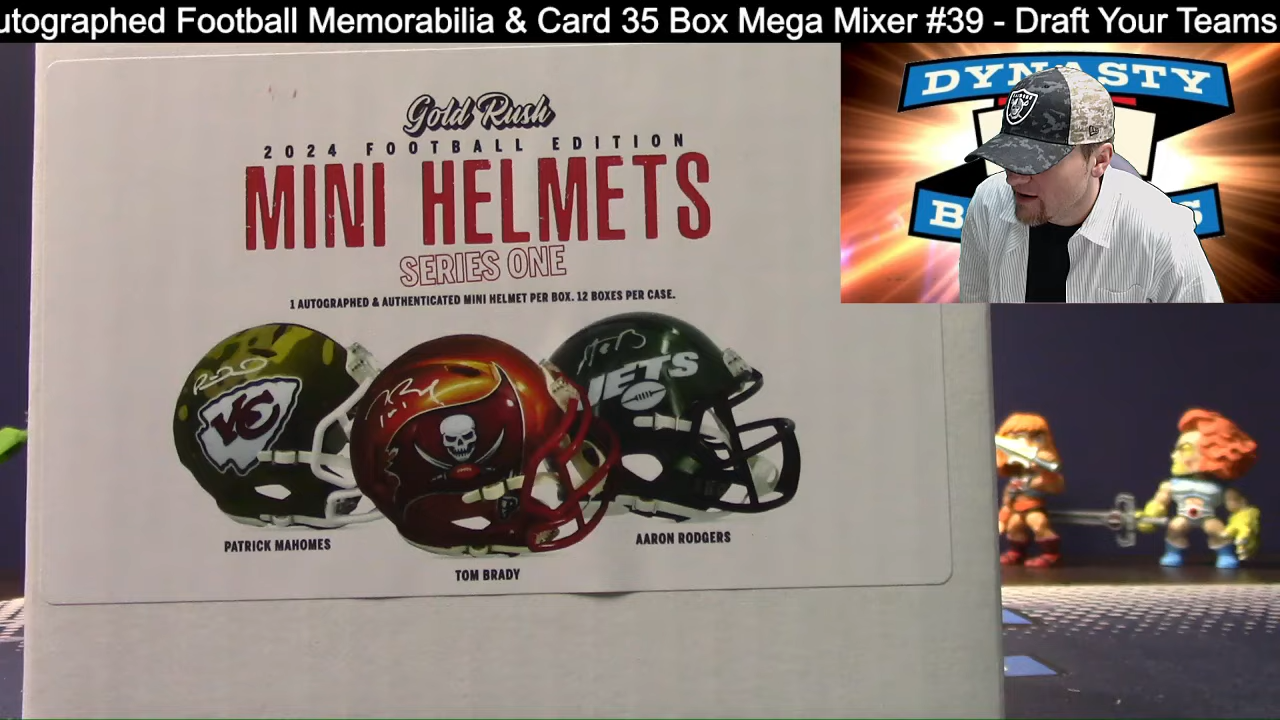 utographed Football Memorabilia & Card 35 Box Mega Mixer #39 - Draft Your Teams
DYNASTY
RAIDERS
B S
Gold Rush
2024 FOOTBALL EDITION
MINI HELMETS
SERIES ONE
1 AUTOGRAPHED & AUTHENTICATED MINI HELMET PER BOX. 12 BOXES PER CASE.
KC
JETS
PATRICK MAHOMES
TOM BRADY
AARON RODGERS